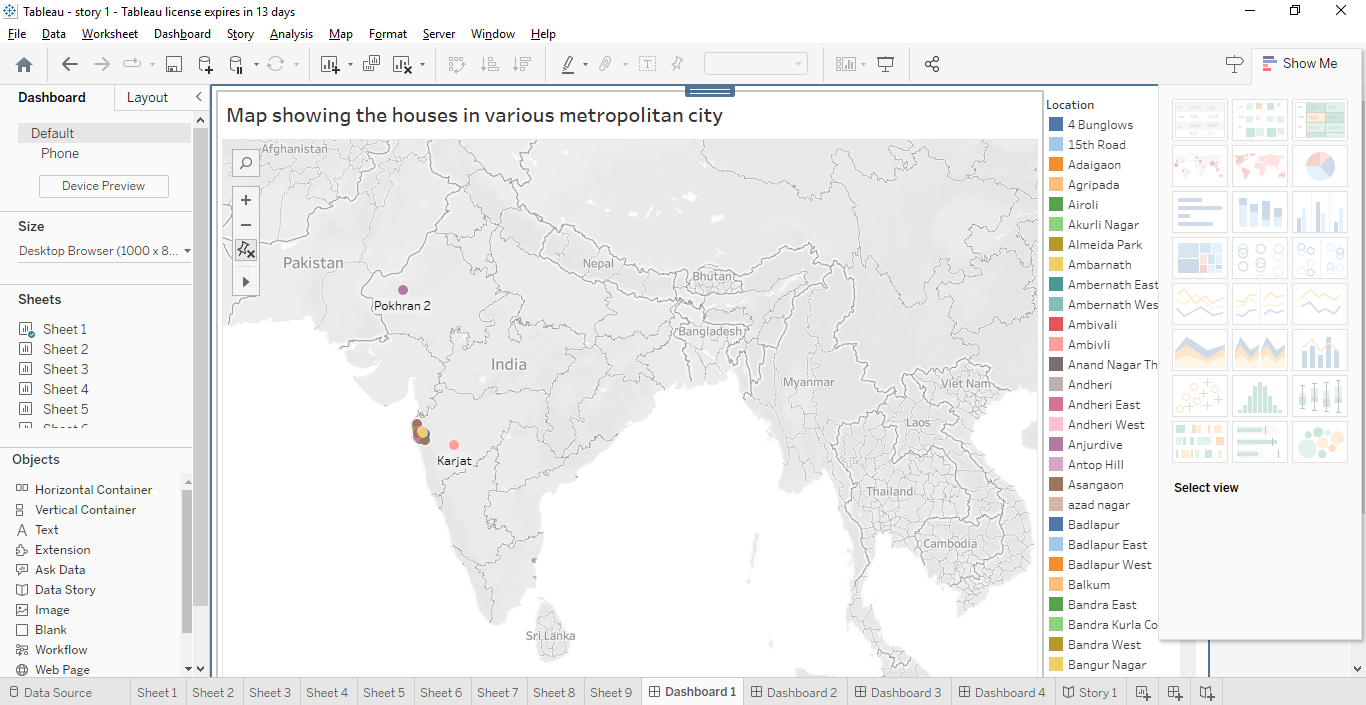 Tableau - story 1 - Tableau license expires in 13 days
File Data Worksheet Dashboard Story Analysis Map Format Server Window Help
Show Me
Dashboard Layout
Default
Phone
Device Preview
Size
Desktop Browser (1000 x 8...
Sheets
Sheet 1
Sheet 2
Sheet 3
Sheet 4
Sheet 5
Objects
Horizontal Container
Vertical Container
Text
Extension
Ask Data
Data Story
Image
Blank
Workflow
Web Page
Map showing the houses in various metropolitan city
Afghanistan
Pakistan
Nepal
Bhutan
Pokhran 2
Bangladesh
India
Myanmar
Viet Nam
Laos
Karjat
Thailand
Cambodia
Sri Lanka
Location
4 Bunglows
15th Road
Adaigaon
Agripada
Airoli
Akurli Nagar
Almeida Park
Ambarnath
Ambernath East
Ambernath Wes
Ambivali
Ambivli
Anand Nagar Th
Andheri
Andheri East
Andheri West
Anjurdive
Antop Hill
Asangaon
azad nagar
Badlapur
Badlapur East
Badlapur West
Balkum
Bandra East
Bandra Kurla Co
Bandra West
Bangur Nagar
Select view
Data Source Sheet 1 Sheet 2 Sheet 3 Sheet 4 Sheet 5 Sheet 6 Sheet 7 Sheet 8 Sheet 9 Dashboard 1 Dashboard 2 Dashboard 3 Dashboard 4 Story 1